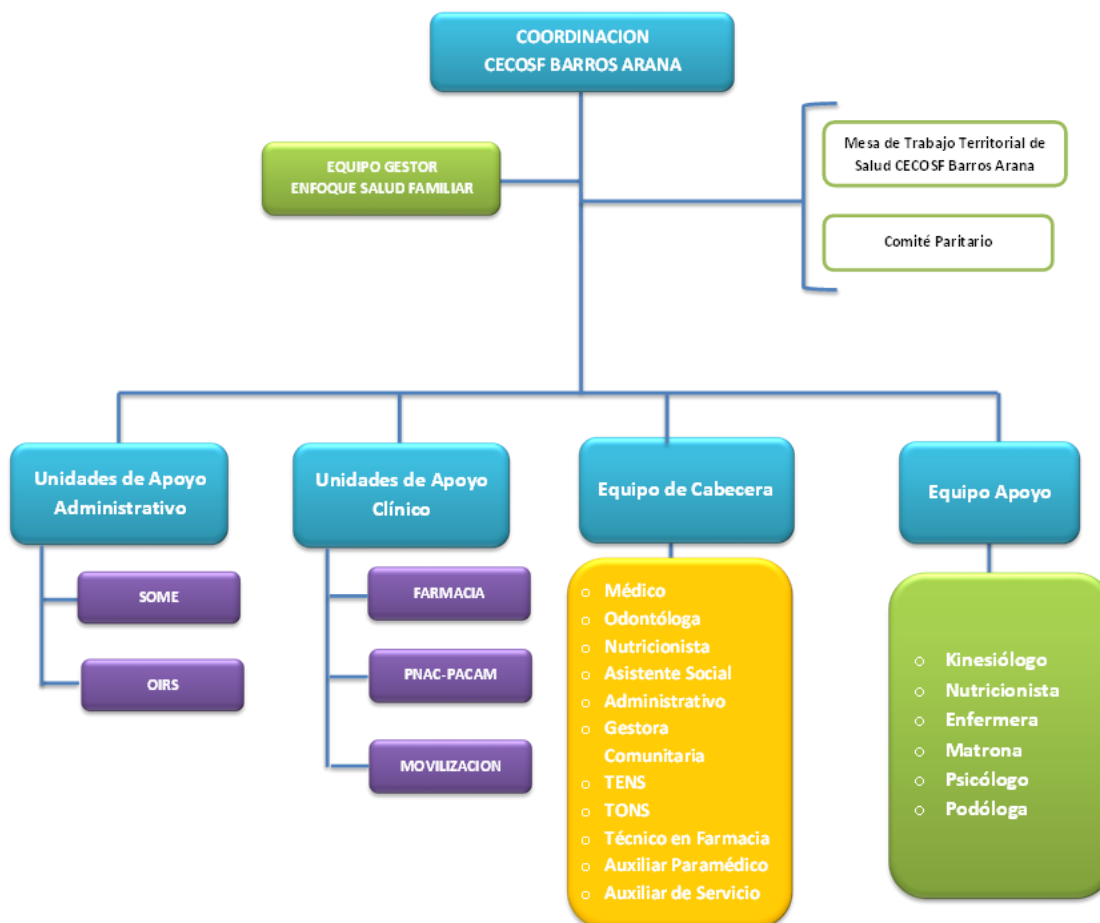 COORDINACION
CECOSF BARROS ARANA
EQUIPO GESTOR
ENFOQUE SALUD FAMILIAR
Mesa de Trabajo Territorial de
Salud CECOSF Barros Arana
Comité Paritario
Unidades de Apoyo
Administrativo
SOME
OIRS
Unidades de Apoyo
Clínico
FARMACIA
PNAC-PACAM
MOVILIZACION
Equipo de Cabecera
Médico
Odontóloga
Nutricionista
Asistente Social
Administrativo
Gestora
Comunitaria
TENS
TONS
Técnico en Farmacia
Auxiliar Paramédico
Auxiliar de Servicio
Equipo Apoyo
Kinesiólogo
Nutricionista
Enfermera
Matrona
Psicólogo
Podóloga